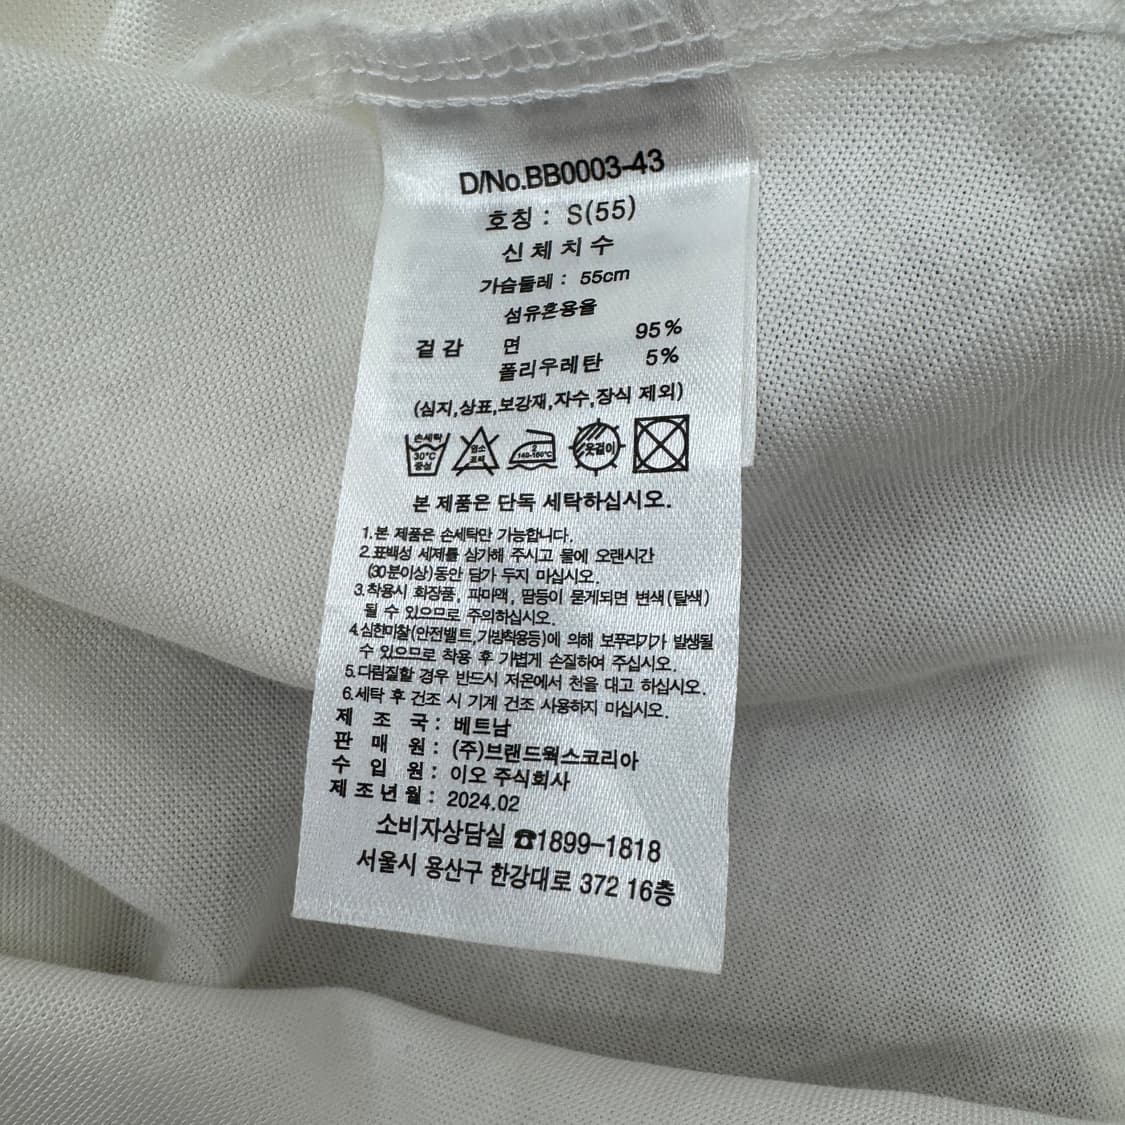 D/No.BB0003-43
호칭 : S(55)
신체치수
가슴둘레 : 55cm
섬유혼용율
겉감 면 95%
폴리우레탄 5%
(심지,상표,보강재,자수,장식 제외)
손세탁 30°C 중성
염소 표백
2 140-160°C
옷걸이
본 제품은 단독 세탁하십시오.
1.본 제품은 손세탁만 가능합니다.
2.표백성 세제를 삼가해 주시고 물에 오랜시간
(30분이상)동안 담가 두지 마십시오.
3.착용시 화장품, 파마액, 땀등이 묻게되면 변색(탈색)
될 수 있으므로 주의하십시오.
4.심한마찰(안전밸트,가방착용등)에 의해 보푸라기가 발생될
수 있으므로 착용 후 가볍게 손질하여 주십시오.
5.다림질할 경우 반드시 저온에서 천을 대고 하십시오.
6.세탁 후 건조 시 기계 건조 사용하지 마십시오.
제 조 국 : 베트남
판 매 원 : (주)브랜드웍스코리아
수 입 원 : 이오 주식회사
제조년월 : 2024.02
소비자상담실 ☎1899-1818
서울시 용산구 한강대로 372 16층